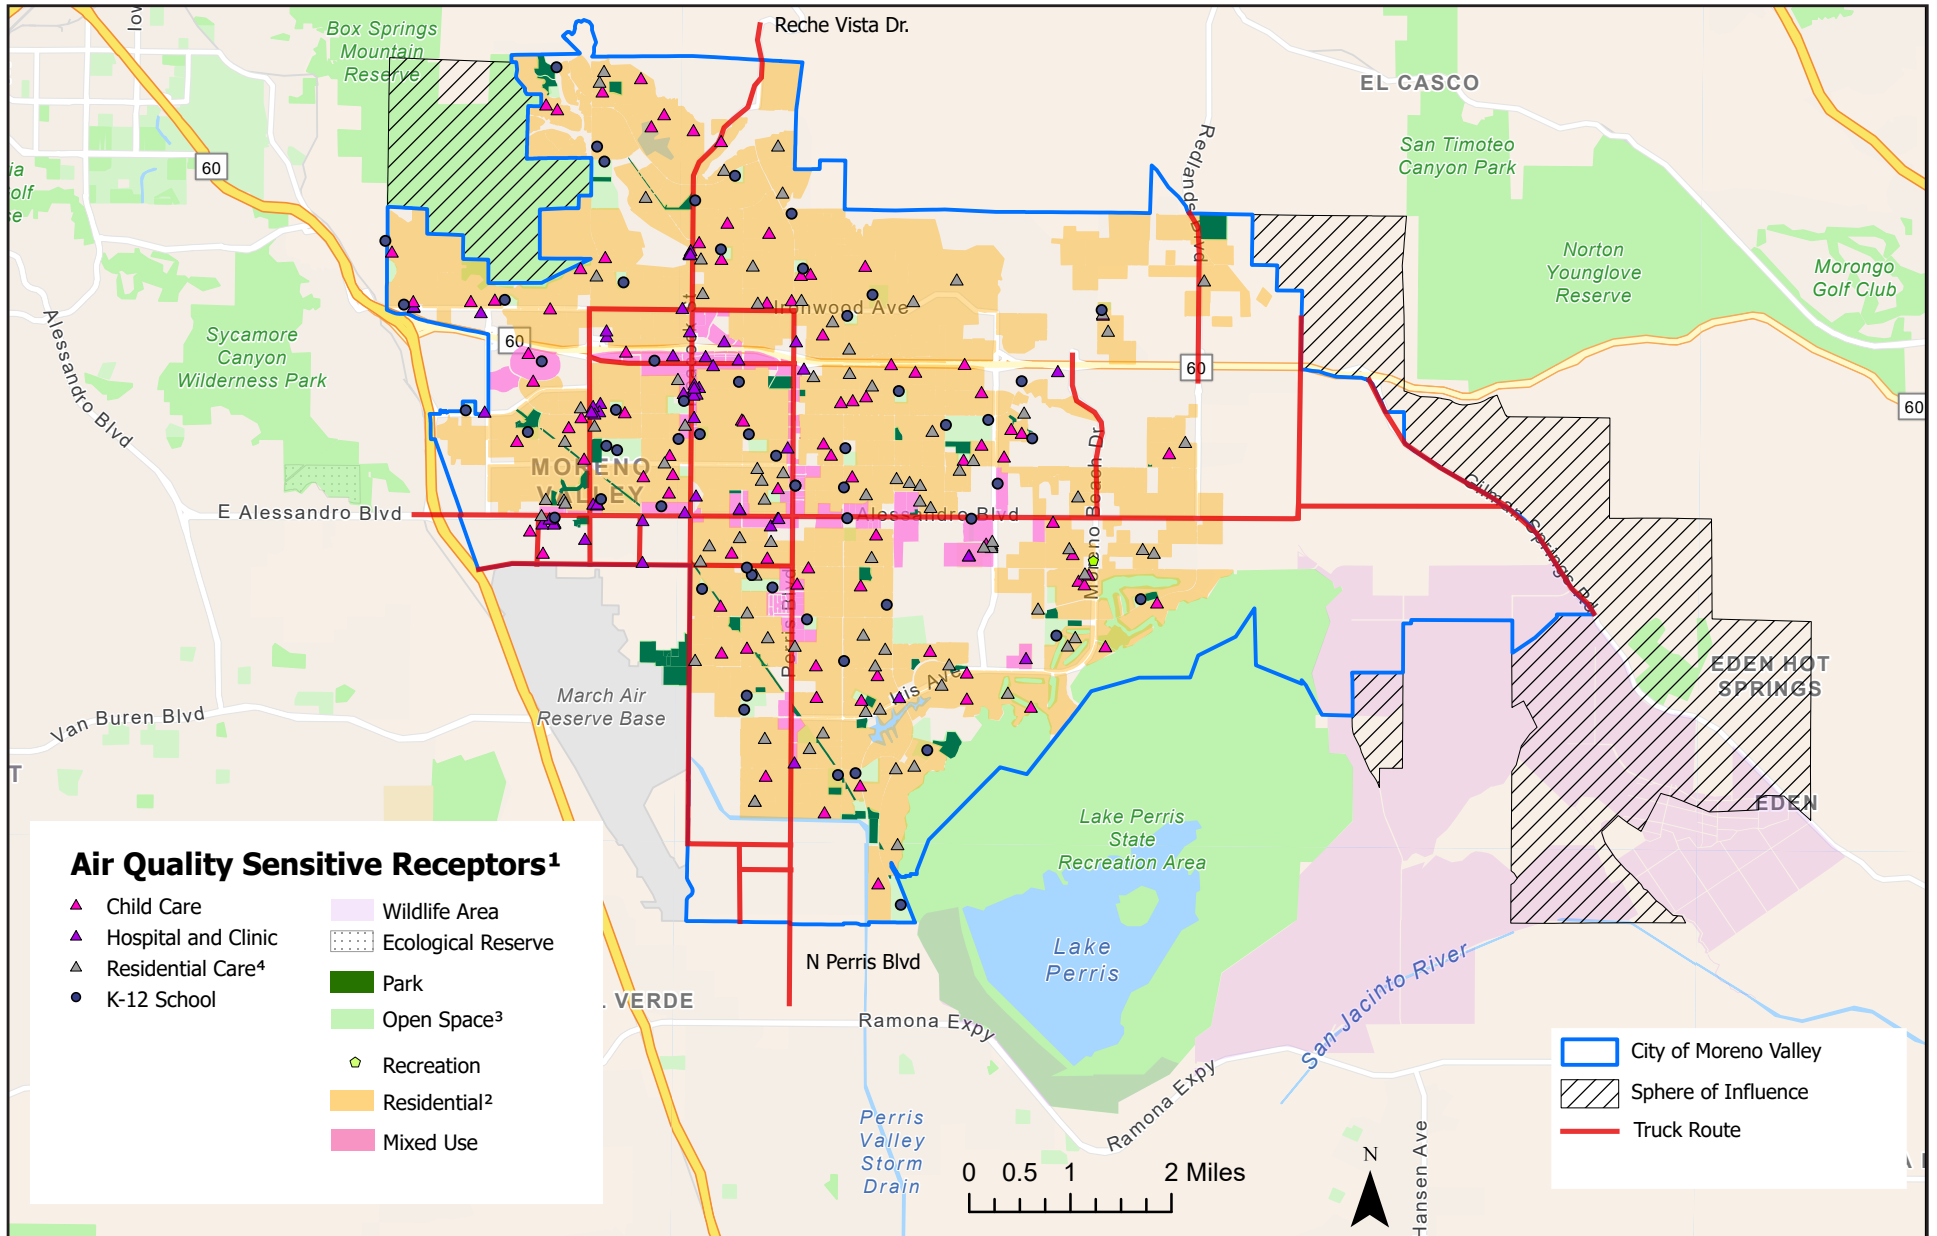 Reche Vista Dr.
Box Springs
Mountain
Reserve
EL CASCO
San Timoteo
Canyon Park
60
Redlands Blvd
Norton
Younglove
Reserve
Morongo
Golf Club
Sycamore
Canyon
Wilderness Park
Alessandro Blvd
Ironwood Ave
60
60
60
MORENO
VALLEY
E Alessandro Blvd
Alessandro Blvd
Moreno Beach Dr
Gilman Springs Rd
Perris Blvd
Iris Ave
March Air
Reserve Base
Van Buren Blvd
EDEN HOT
SPRINGS
EDEN
Lake Perris
State
Recreation Area
Lake
Perris
N Perris Blvd
VERDE
Ramona Expy
San Jacinto River
Ramona Expy
Perris
Valley
Storm
Drain
Hansen Ave
0 0.5 1 2 Miles
N
Air Quality Sensitive Receptors¹
Child Care
Hospital and Clinic
Residential Care⁴
K-12 School
Wildlife Area
Ecological Reserve
Park
Open Space³
Recreation
Residential²
Mixed Use
City of Moreno Valley
Sphere of Influence
Truck Route